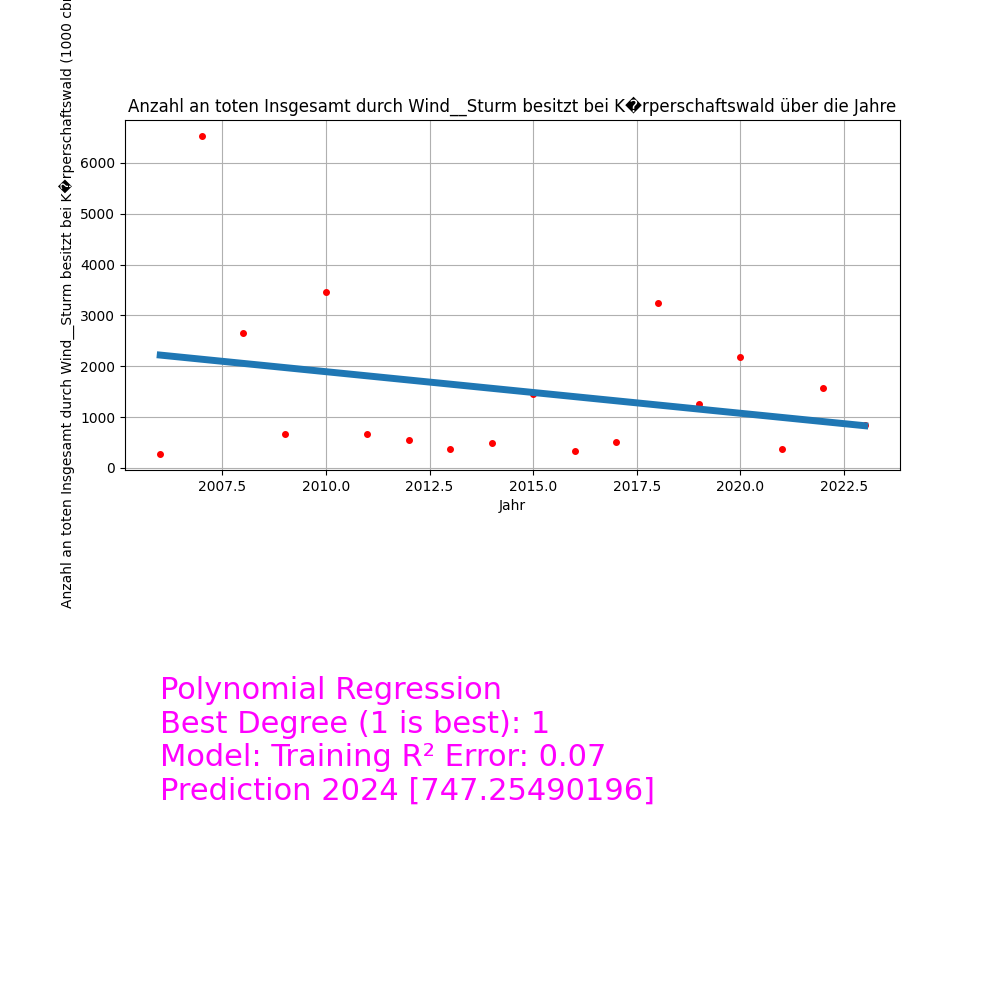 Anzahl an toten Insgesamt durch Wind__Sturm besitzt bei K�rperschaftswald über die Jahre
Anzahl an toten Insgesamt durch Wind__Sturm besitzt bei K�rperschaftswald (1000
6000
5000
4000
3000
2000
1000
0
2007.5 2010.0 2012.5 2015.0 2017.5 2020.0 2022.5
Jahr
Polynomial Regression
Best Degree (1 is best): 1
Model: Training R² Error: 0.07
Prediction 2024 [747.25490196]